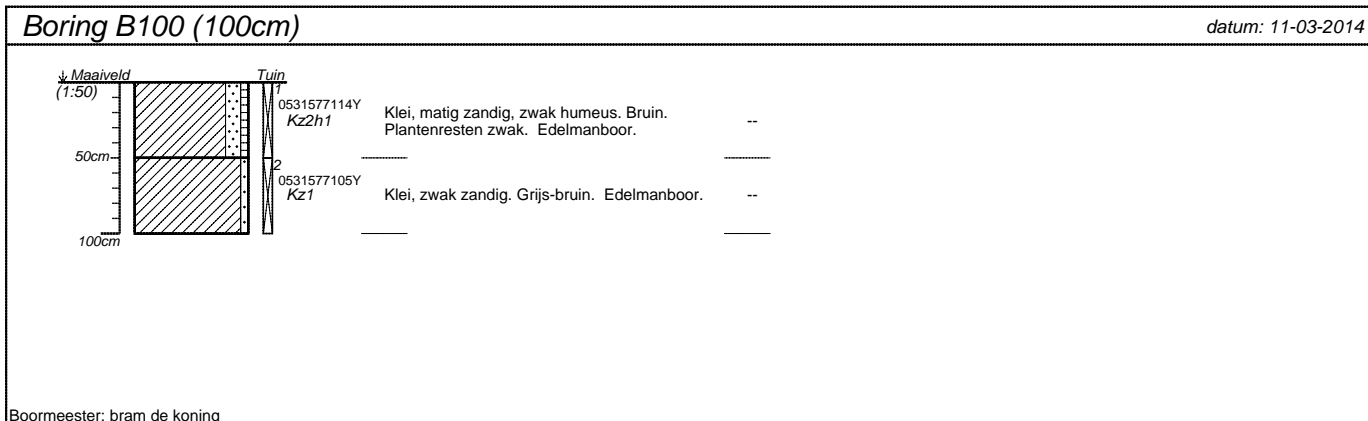 Boring B100 (100cm)
datum: 11-03-2014
Maaiveld
Tuin
(1:50)
1
0531577114Y
Kz2h1
Klei, matig zandig, zwak humeus. Bruin.
Plantenresten zwak. Edelmanboor.
--
50cm
2
0531577105Y
Kz1
Klei, zwak zandig. Grijs-bruin. Edelmanboor.
--
100cm
Boormeester: bram de koning